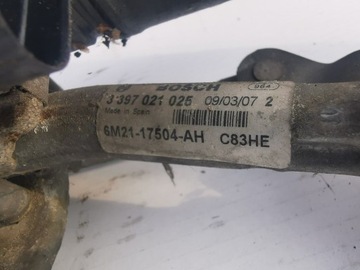 BOSCH
3 397 021 025 09/03/07 2
Made in Spain
6M21-17504-AH C83HE